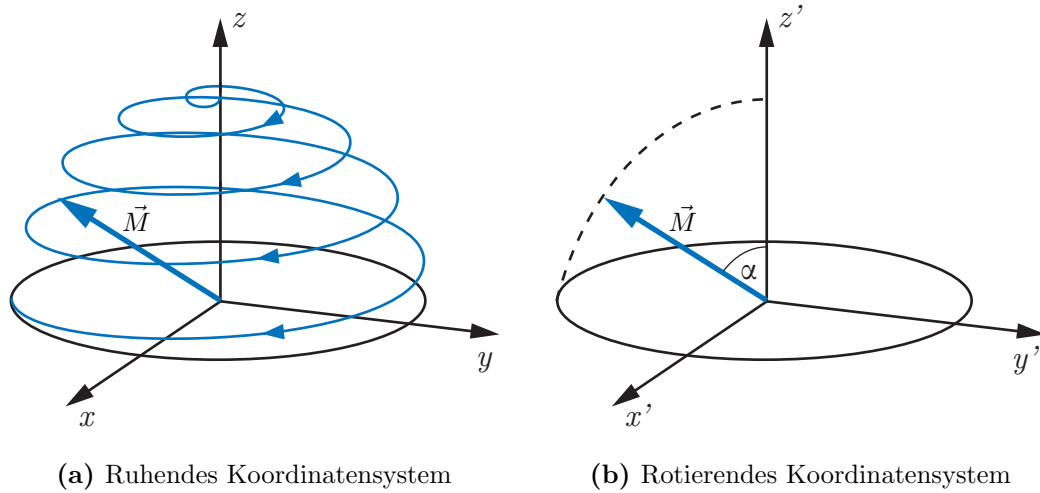 z
z'
M⃗
M⃗
α
y
y'
x
x'
(a) Ruhendes Koordinatensystem
(b) Rotierendes Koordinatensystem